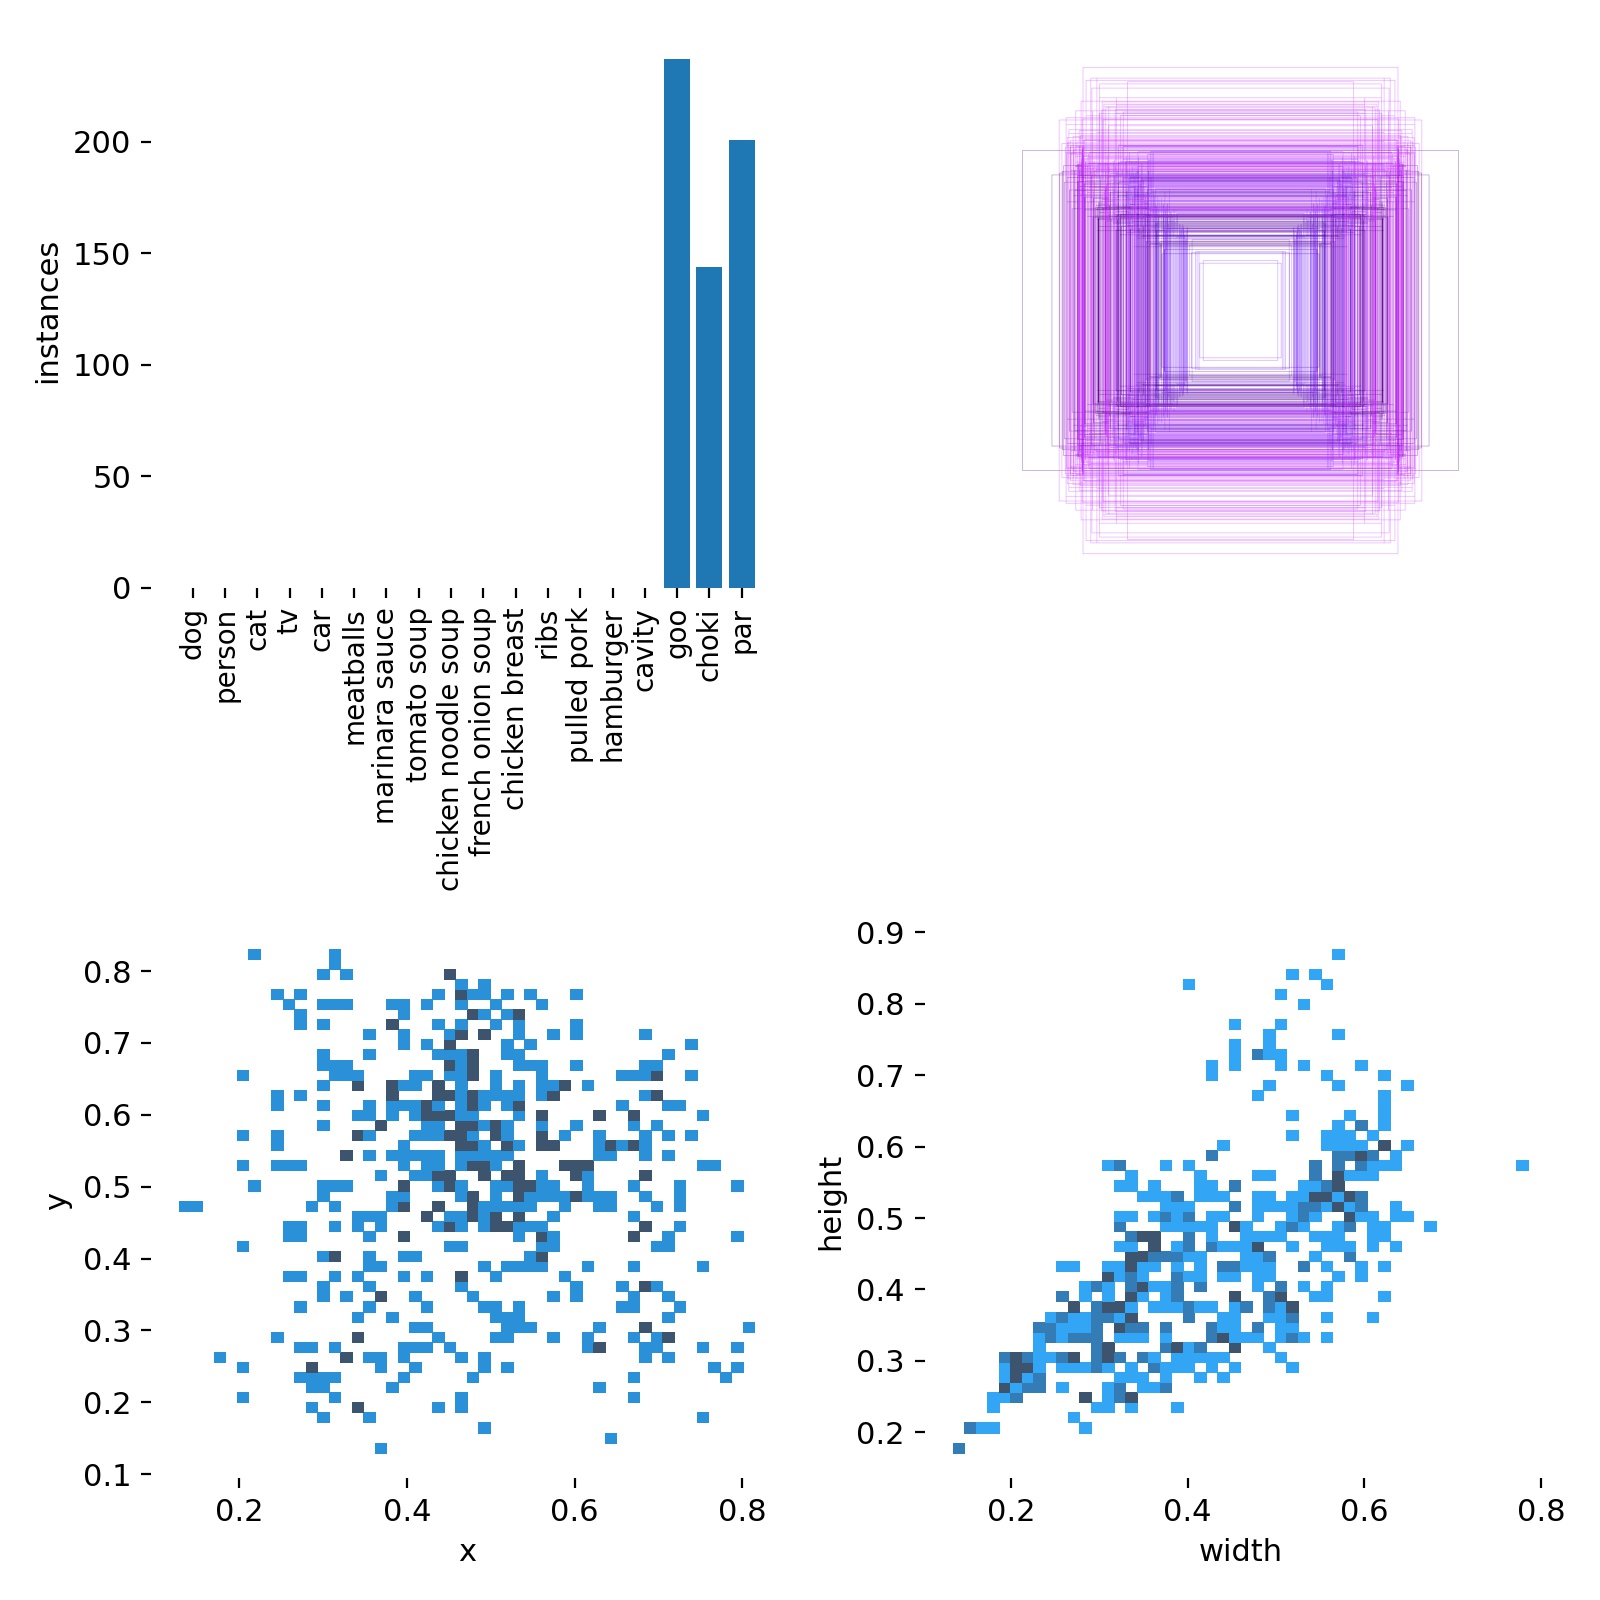 instances
200
150
100
50
0
dog
person
cat
tv
car
meatballs
marinara sauce
tomato soup
chicken noodle soup
french onion soup
chicken breast
ribs
pulled pork
hamburger
cavity
goo
choki
par
y
0.8
0.7
0.6
0.5
0.4
0.3
0.2
0.1
0.2 0.4 0.6 0.8
x
height
0.9
0.8
0.7
0.6
0.5
0.4
0.3
0.2
0.2 0.4 0.6 0.8
width